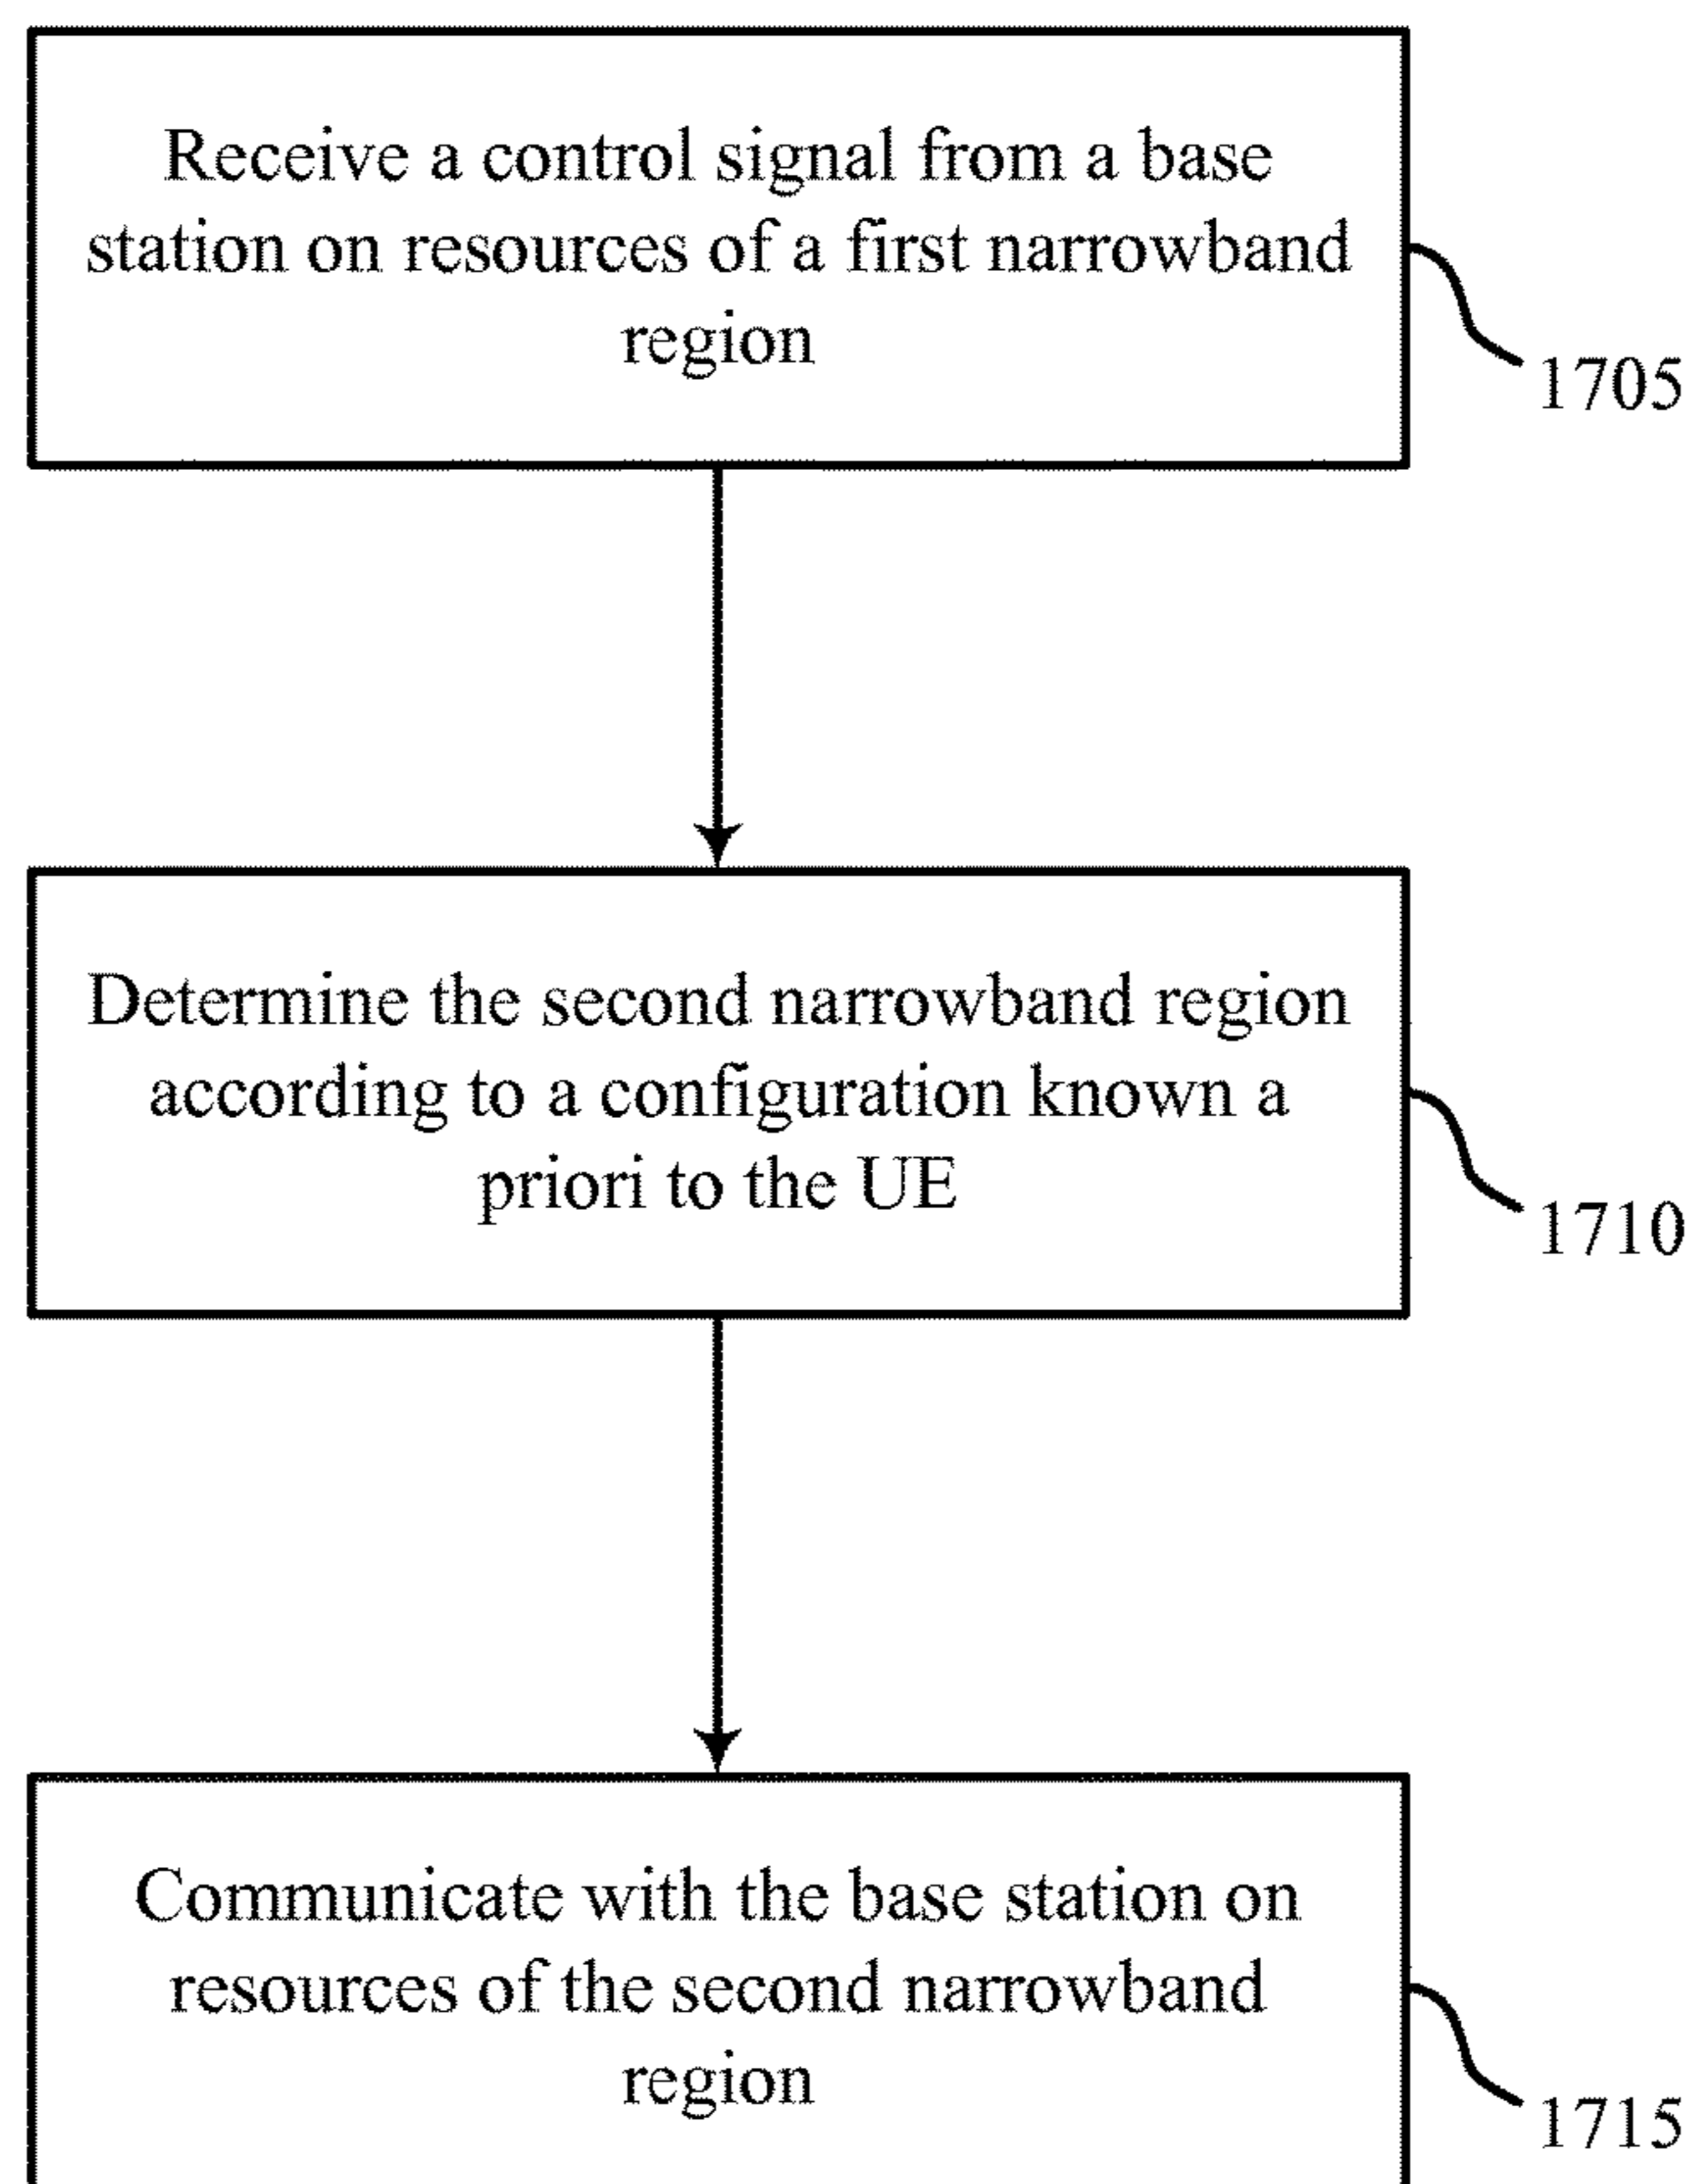 Receive a control signal from a base
station on resources of a first narrowband
region
1705
Determine the second narrowband region
according to a configuration known a
priori to the UE
1710
Communicate with the base station on
resources of the second narrowband
region
1715